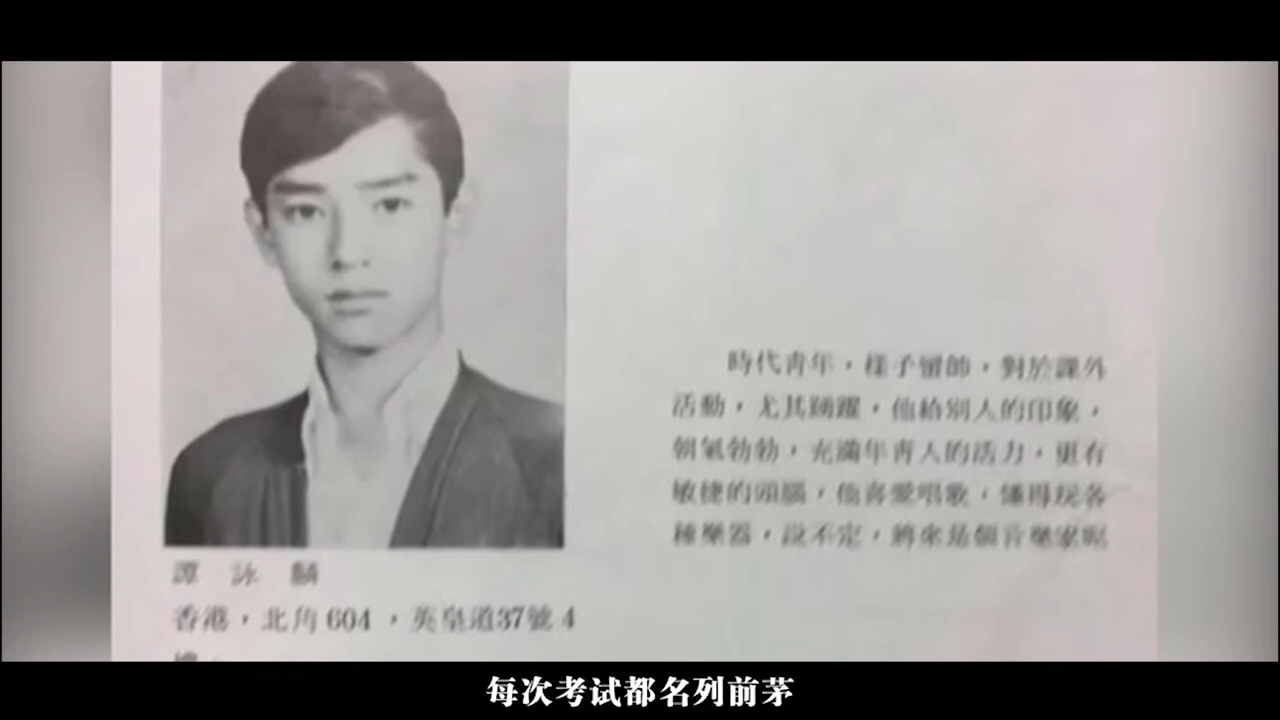 時代青年，樣子蠻帥，對於課外
活動，尤其踴躍，他給別人的印象，
朝氣勃勃，充滿年青人的活力，更有
敏捷的頭腦，他喜愛唱歌，懂得玩各
種樂器，說不定，將來是個音樂家呢
譚詠麟
香港，北角604，英皇道37號4
每次考试都名列前茅